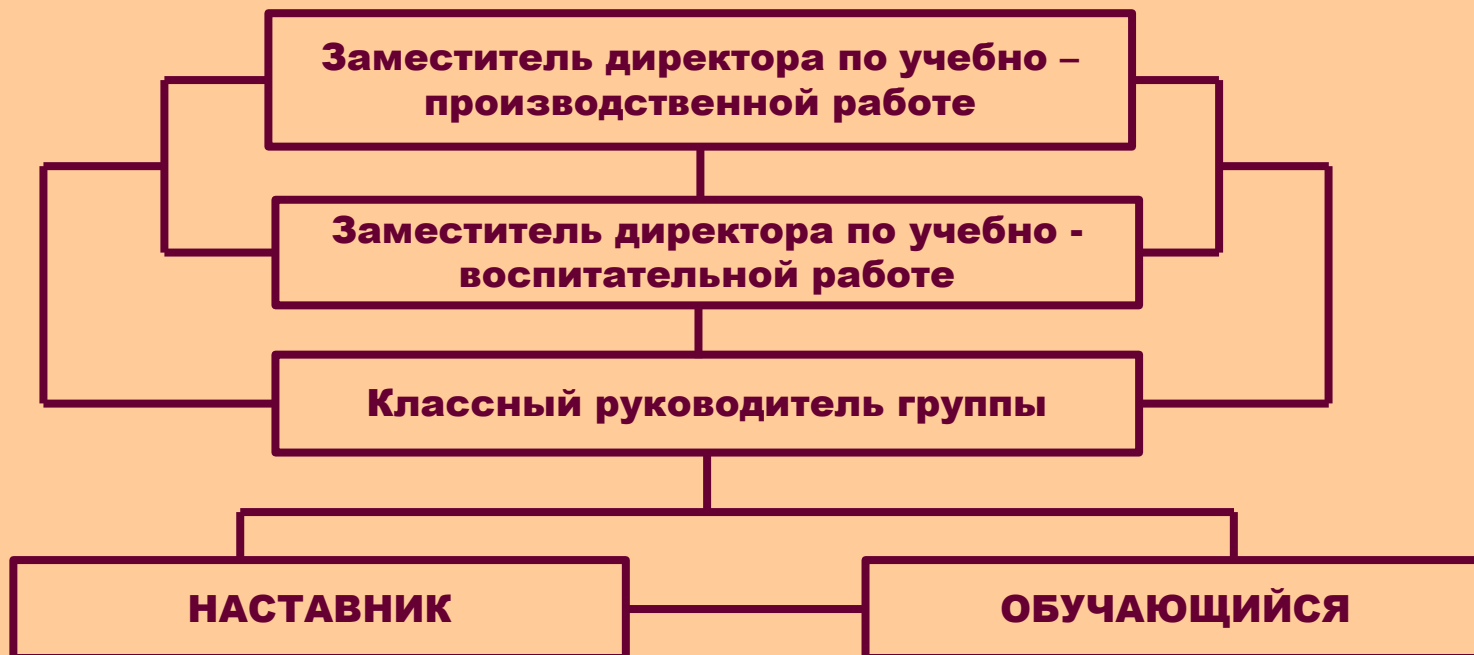 Заместитель директора по учебно –
производственной работе
Заместитель директора по учебно -
воспитательной работе
Классный руководитель группы
НАСТАВНИК
ОБУЧАЮЩИЙСЯ